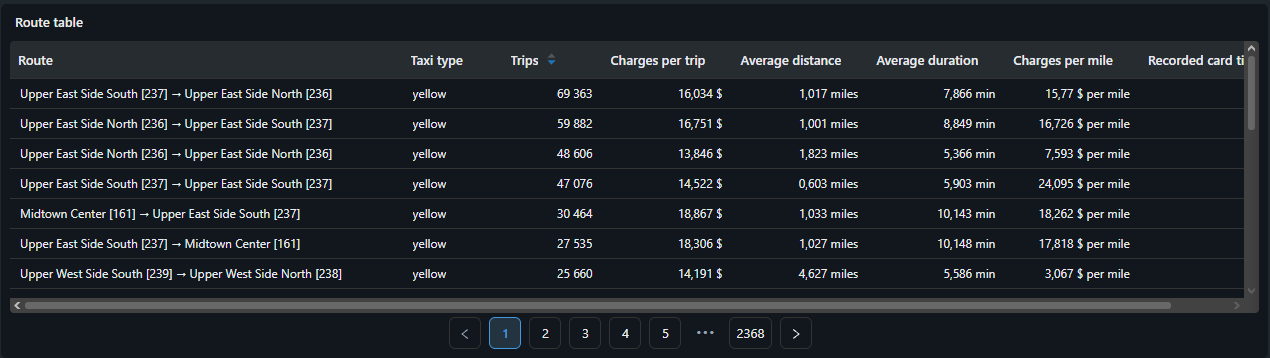 Route table
Route Taxi type Trips Charges per trip Average distance Average duration Charges per mile Recorded card ti
Upper East Side South [237] → Upper East Side North [236] yellow 69 363 16,034 $ 1,017 miles 7,866 min 15,77 $ per mile
Upper East Side North [236] → Upper East Side South [237] yellow 59 882 16,751 $ 1,001 miles 8,849 min 16,726 $ per mile
Upper East Side North [236] → Upper East Side North [236] yellow 48 606 13,846 $ 1,823 miles 5,366 min 7,593 $ per mile
Upper East Side South [237] → Upper East Side South [237] yellow 47 076 14,522 $ 0,603 miles 5,903 min 24,095 $ per mile
Midtown Center [161] → Upper East Side South [237] yellow 30 464 18,867 $ 1,033 miles 10,143 min 18,262 $ per mile
Upper East Side South [237] → Midtown Center [161] yellow 27 535 18,306 $ 1,027 miles 10,148 min 17,818 $ per mile
Upper West Side South [239] → Upper West Side North [238] yellow 25 660 14,191 $ 4,627 miles 5,586 min 3,067 $ per mile
< 1 2 3 4 5 ••• 2368 >